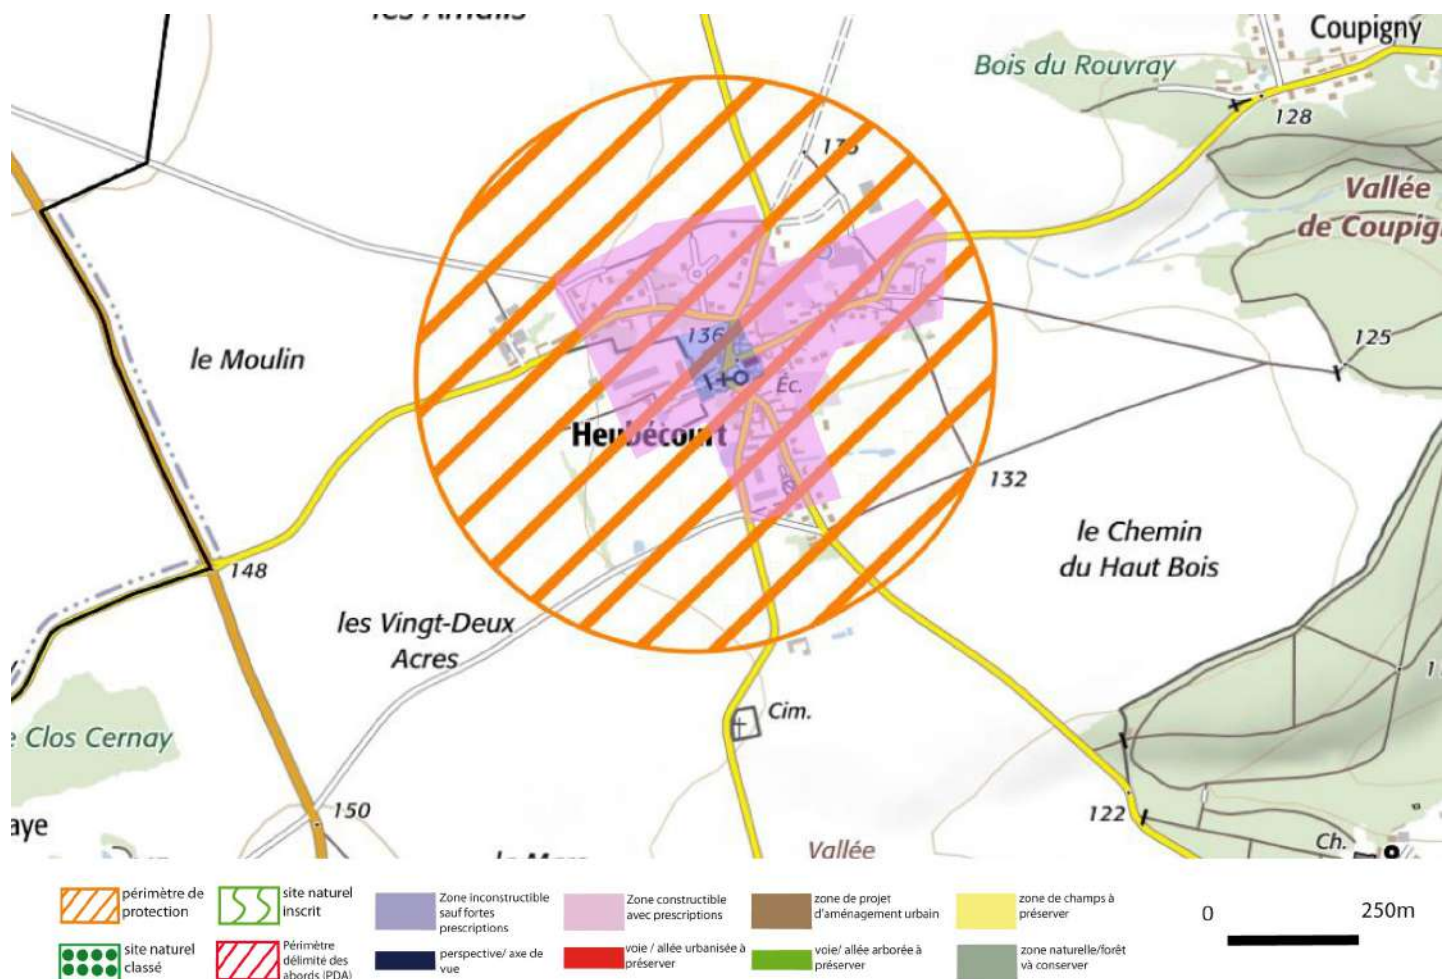 les Arnalis
Coupigny
Bois du Rouvray
128
136
Vallée
de Coupig
le Moulin
136
125
Éc.
Heubécourt
132
le Chemin
du Haut Bois
148
les Vingt-Deux
Acres
Cim.
Clos Cernay
150
aye
122
Vallée
Ch.
périmètre de
protection
site naturel
inscrit
Zone inconstructible
sauf fortes
prescriptions
Zone constructible
avec prescriptions
zone de projet
d'aménagement urbain
zone de champs à
préserver
0
250m
site naturel
classé
Périmètre
délimité des
abords (PDA)
perspective/ axe de
vue
voie / allée urbanisée à
préserver
voie/ allée arborée à
préserver
zone naturelle/forêt
và conserver